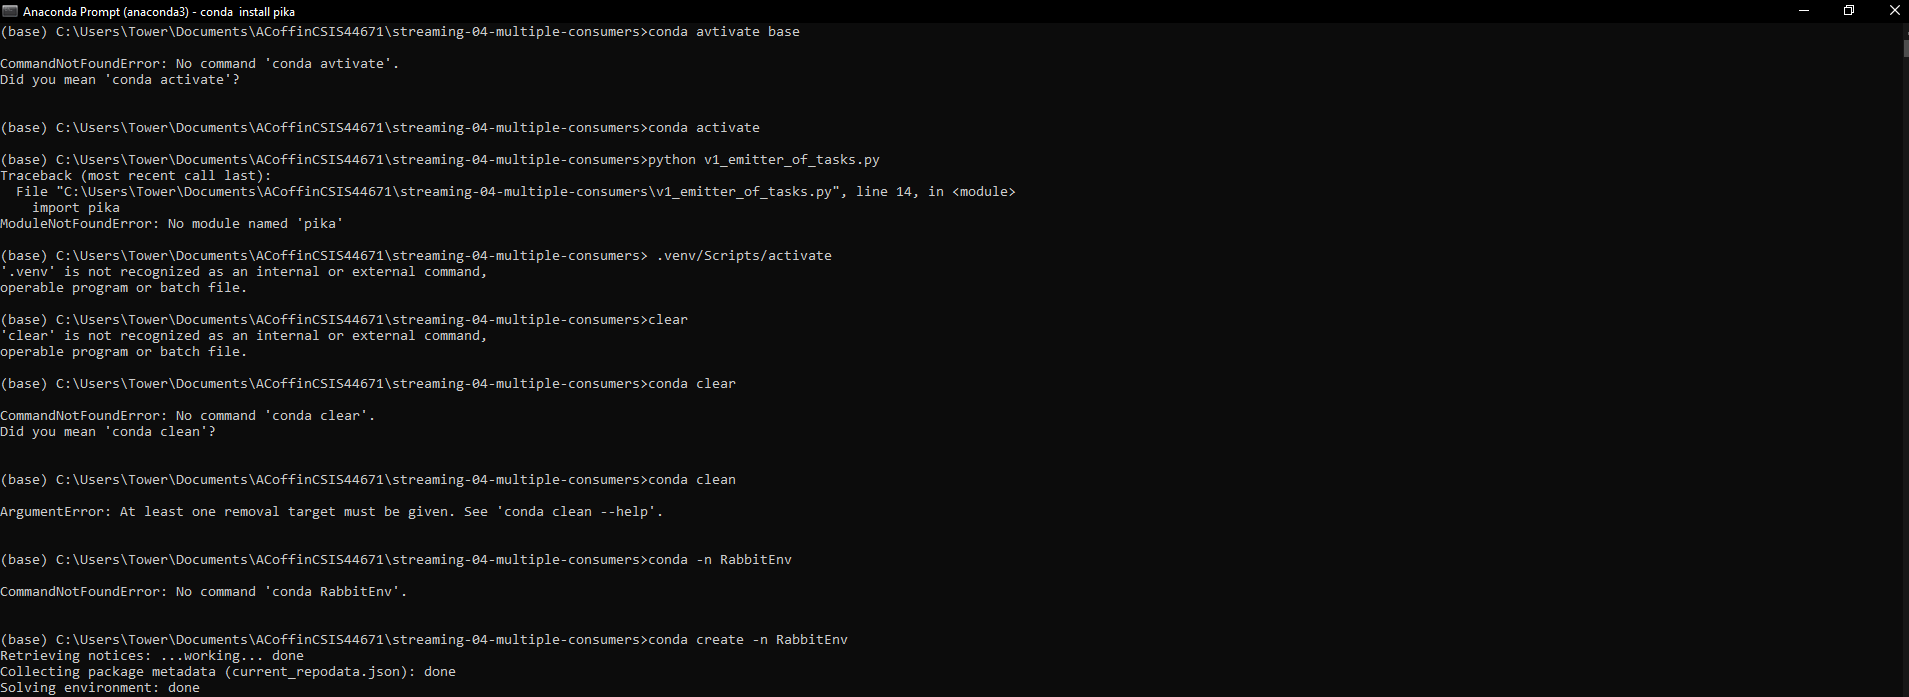 Anaconda Prompt (anaconda3) - conda  install pika
(base) C:\Users\Tower\Documents\ACoffinCSIS44671\streaming-04-multiple-consumers>conda avtivate base
CommandNotFoundError: No command 'conda avtivate'.
Did you mean 'conda activate'?
(base) C:\Users\Tower\Documents\ACoffinCSIS44671\streaming-04-multiple-consumers>conda activate
(base) C:\Users\Tower\Documents\ACoffinCSIS44671\streaming-04-multiple-consumers>python v1_emitter_of_tasks.py
Traceback (most recent call last):
  File "C:\Users\Tower\Documents\ACoffinCSIS44671\streaming-04-multiple-consumers\v1_emitter_of_tasks.py", line 14, in <module>
    import pika
ModuleNotFoundError: No module named 'pika'
(base) C:\Users\Tower\Documents\ACoffinCSIS44671\streaming-04-multiple-consumers> .venv/Scripts/activate
'.venv' is not recognized as an internal or external command,
operable program or batch file.
(base) C:\Users\Tower\Documents\ACoffinCSIS44671\streaming-04-multiple-consumers>clear
'clear' is not recognized as an internal or external command,
operable program or batch file.
(base) C:\Users\Tower\Documents\ACoffinCSIS44671\streaming-04-multiple-consumers>conda clear
CommandNotFoundError: No command 'conda clear'.
Did you mean 'conda clean'?
(base) C:\Users\Tower\Documents\ACoffinCSIS44671\streaming-04-multiple-consumers>conda clean
ArgumentError: At least one removal target must be given. See 'conda clean --help'.
(base) C:\Users\Tower\Documents\ACoffinCSIS44671\streaming-04-multiple-consumers>conda -n RabbitEnv
CommandNotFoundError: No command 'conda RabbitEnv'.
(base) C:\Users\Tower\Documents\ACoffinCSIS44671\streaming-04-multiple-consumers>conda create -n RabbitEnv
Retrieving notices: ...working... done
Collecting package metadata (current_repodata.json): done
Solving environment: done